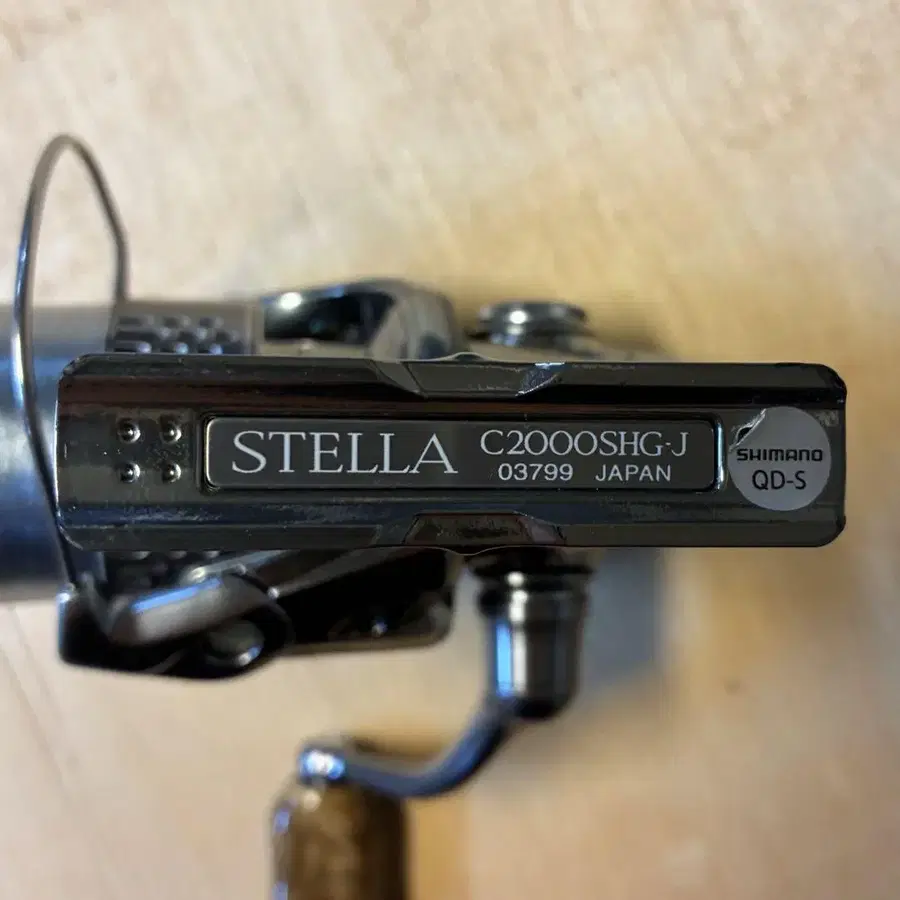 STELLA
C2000SHG-J
03799 JAPAN
SHIMANO
QD-S